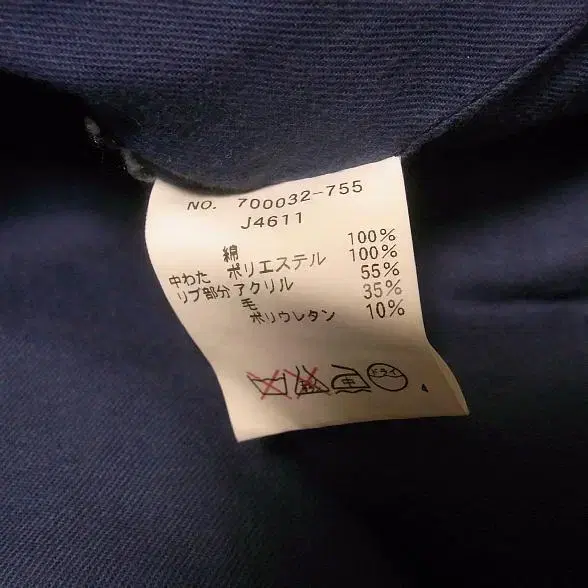 NO. 700032-755
J4611
綿 100%
中わた ポリエステル 100%
リブ部分 アクリル 55%
毛 35%
ポリウレタン 10%
中 ドライ